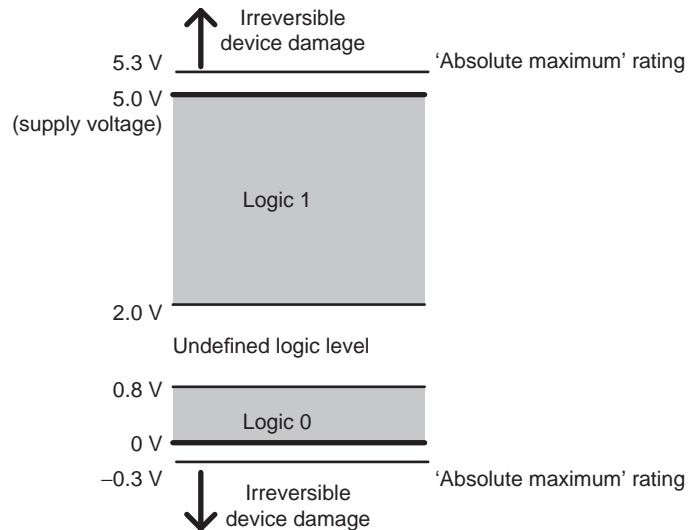 Irreversible
device damage
5.3 V
‘Absolute maximum’ rating
5.0 V
(supply voltage)
Logic 1
2.0 V
Undefined logic level
0.8 V
Logic 0
0 V
–0.3 V
‘Absolute maximum’ rating
Irreversible
device damage